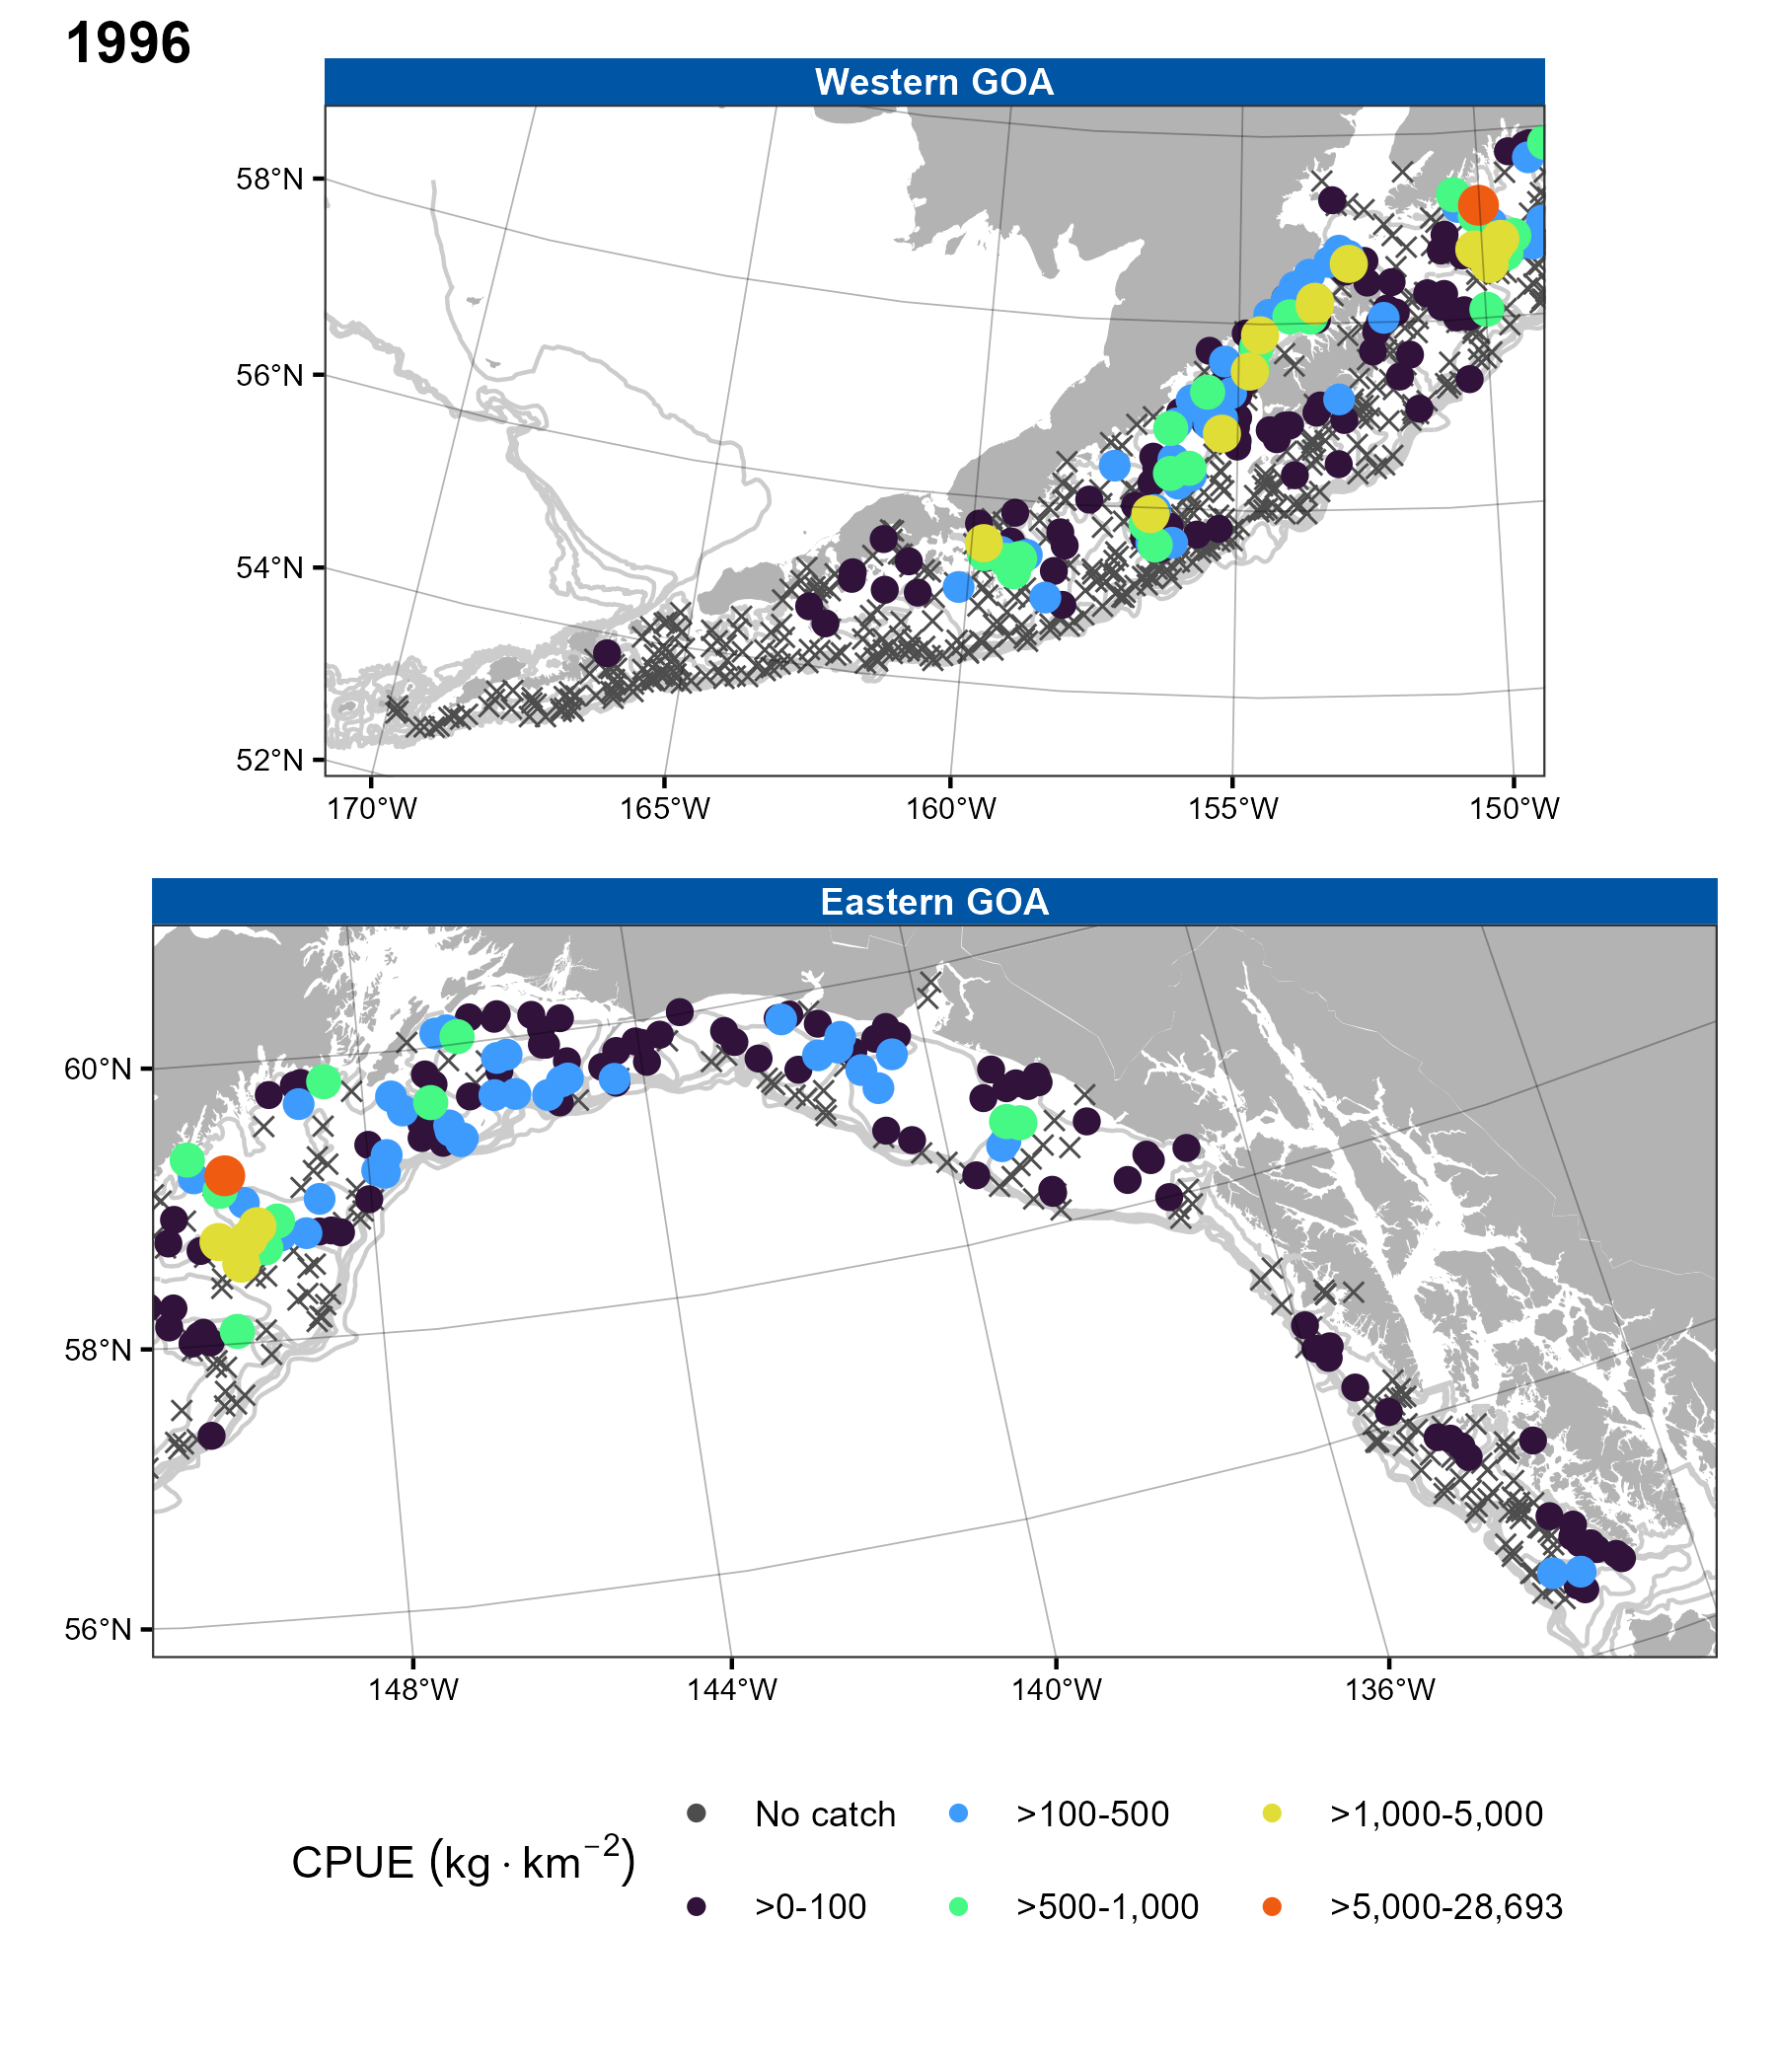 1996
Western GOA
58°N
56°N
54°N
52°N
170°W 165°W 160°W 155°W 150°W
Eastern GOA
60°N
58°N
56°N
148°W 144°W 140°W 136°W
CPUE (kg · km⁻²)
No catch >100-500 >1,000-5,000
>0-100 >500-1,000 >5,000-28,693